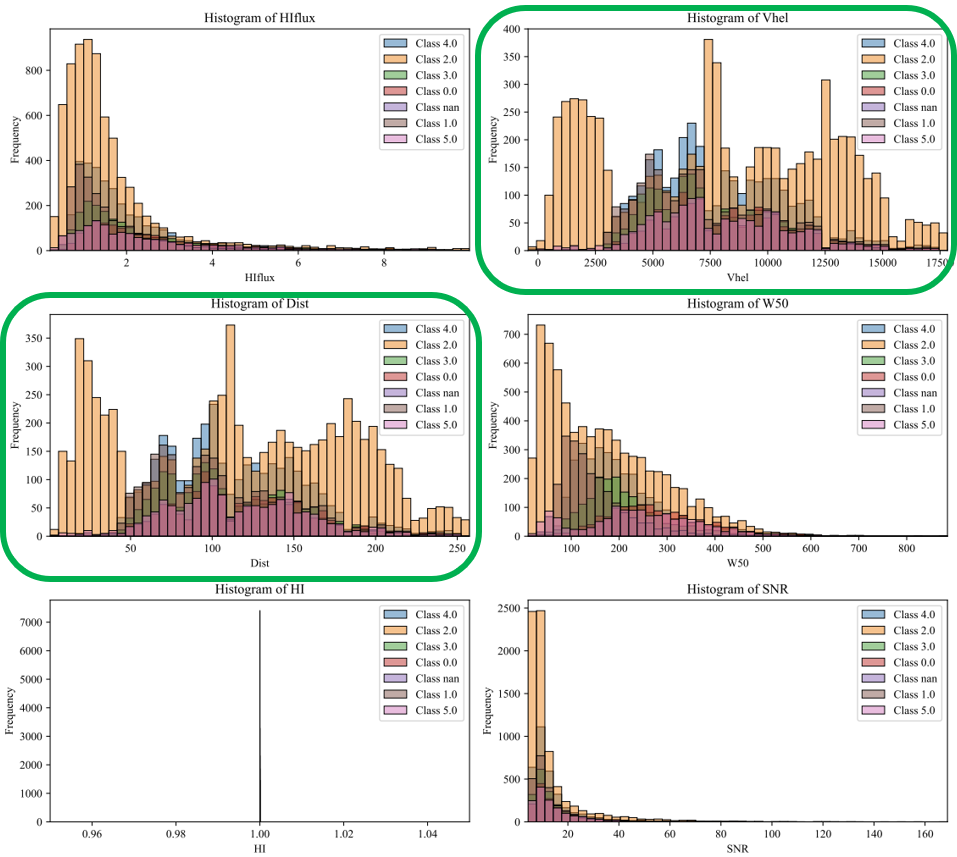 Histogram of HIflux
Frequency
800
600
400
200
0
2
4
6
8
HIflux
Class 4.0
Class 2.0
Class 3.0
Class 0.0
Class nan
Class 1.0
Class 5.0
Histogram of Vhel
Frequency
400
350
300
250
200
150
100
50
0
0
2500
5000
7500
10000
12500
15000
17500
Vhel
Class 4.0
Class 2.0
Class 3.0
Class 0.0
Class nan
Class 1.0
Class 5.0
Histogram of Dist
Frequency
350
300
250
200
150
100
50
0
50
100
150
200
250
Dist
Class 4.0
Class 2.0
Class 3.0
Class 0.0
Class nan
Class 1.0
Class 5.0
Histogram of W50
Frequency
700
600
500
400
300
200
100
0
100
200
300
400
500
600
700
800
W50
Class 4.0
Class 2.0
Class 3.0
Class 0.0
Class nan
Class 1.0
Class 5.0
Histogram of HI
Frequency
7000
6000
5000
4000
3000
2000
1000
0
0.96
0.98
1.00
1.02
1.04
HI
Class 4.0
Class 2.0
Class 3.0
Class 0.0
Class nan
Class 1.0
Class 5.0
Histogram of SNR
Frequency
2500
2000
1500
1000
500
0
20
40
60
80
100
120
140
160
SNR
Class 4.0
Class 2.0
Class 3.0
Class 0.0
Class nan
Class 1.0
Class 5.0